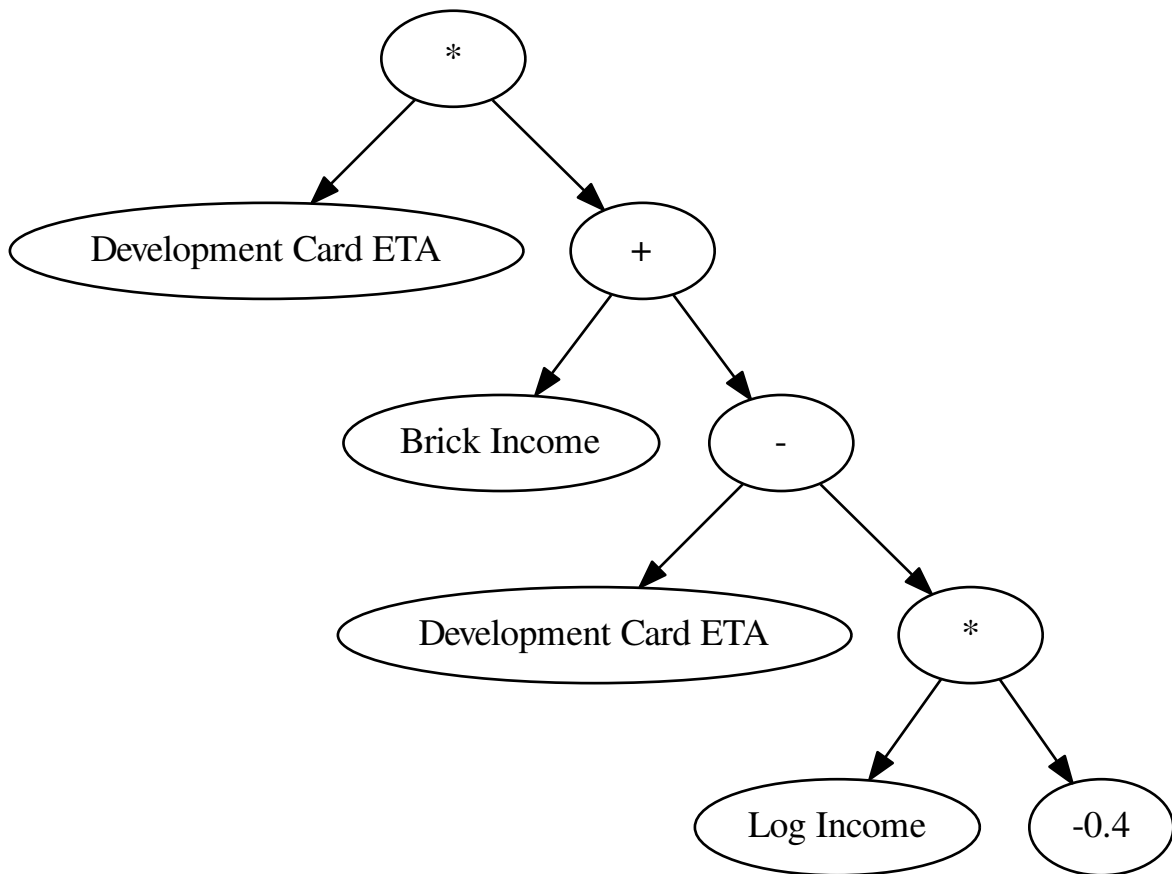 *
Development Card ETA
+
Brick Income
-
Development Card ETA
*
Log Income
-0.4